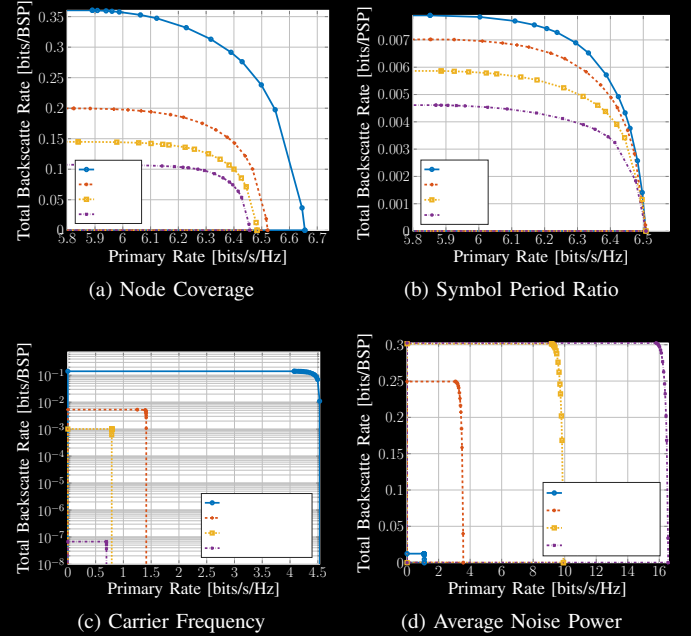 Total Backscatte Rate [bits/BSP]
0.35
0.3
0.25
0.2
0.15
0.1
0.05
0
5.8 5.9 6 6.1 6.2 6.3 6.4 6.5 6.6 6.7
Primary Rate [bits/s/Hz]
(a) Node Coverage
Total Backscatte Rate [bits/PSP]
0.007
0.006
0.005
0.004
0.003
0.002
0.001
0
5.8 5.9 6 6.1 6.2 6.3 6.4 6.5
Primary Rate [bits/s/Hz]
(b) Symbol Period Ratio
Total Backscatte Rate [bits/BSP]
10⁻¹
10⁻²
10⁻³
10⁻⁴
10⁻⁵
10⁻⁶
10⁻⁷
10⁻⁸
0 0.5 1 1.5 2 2.5 3 3.5 4 4.5
Primary Rate [bits/s/Hz]
(c) Carrier Frequency
Total Backscatte Rate [bits/BSP]
0.3
0.25
0.2
0.15
0.1
0.05
0
0 2 4 6 8 10 12 14 16
Primary Rate [bits/s/Hz]
(d) Average Noise Power